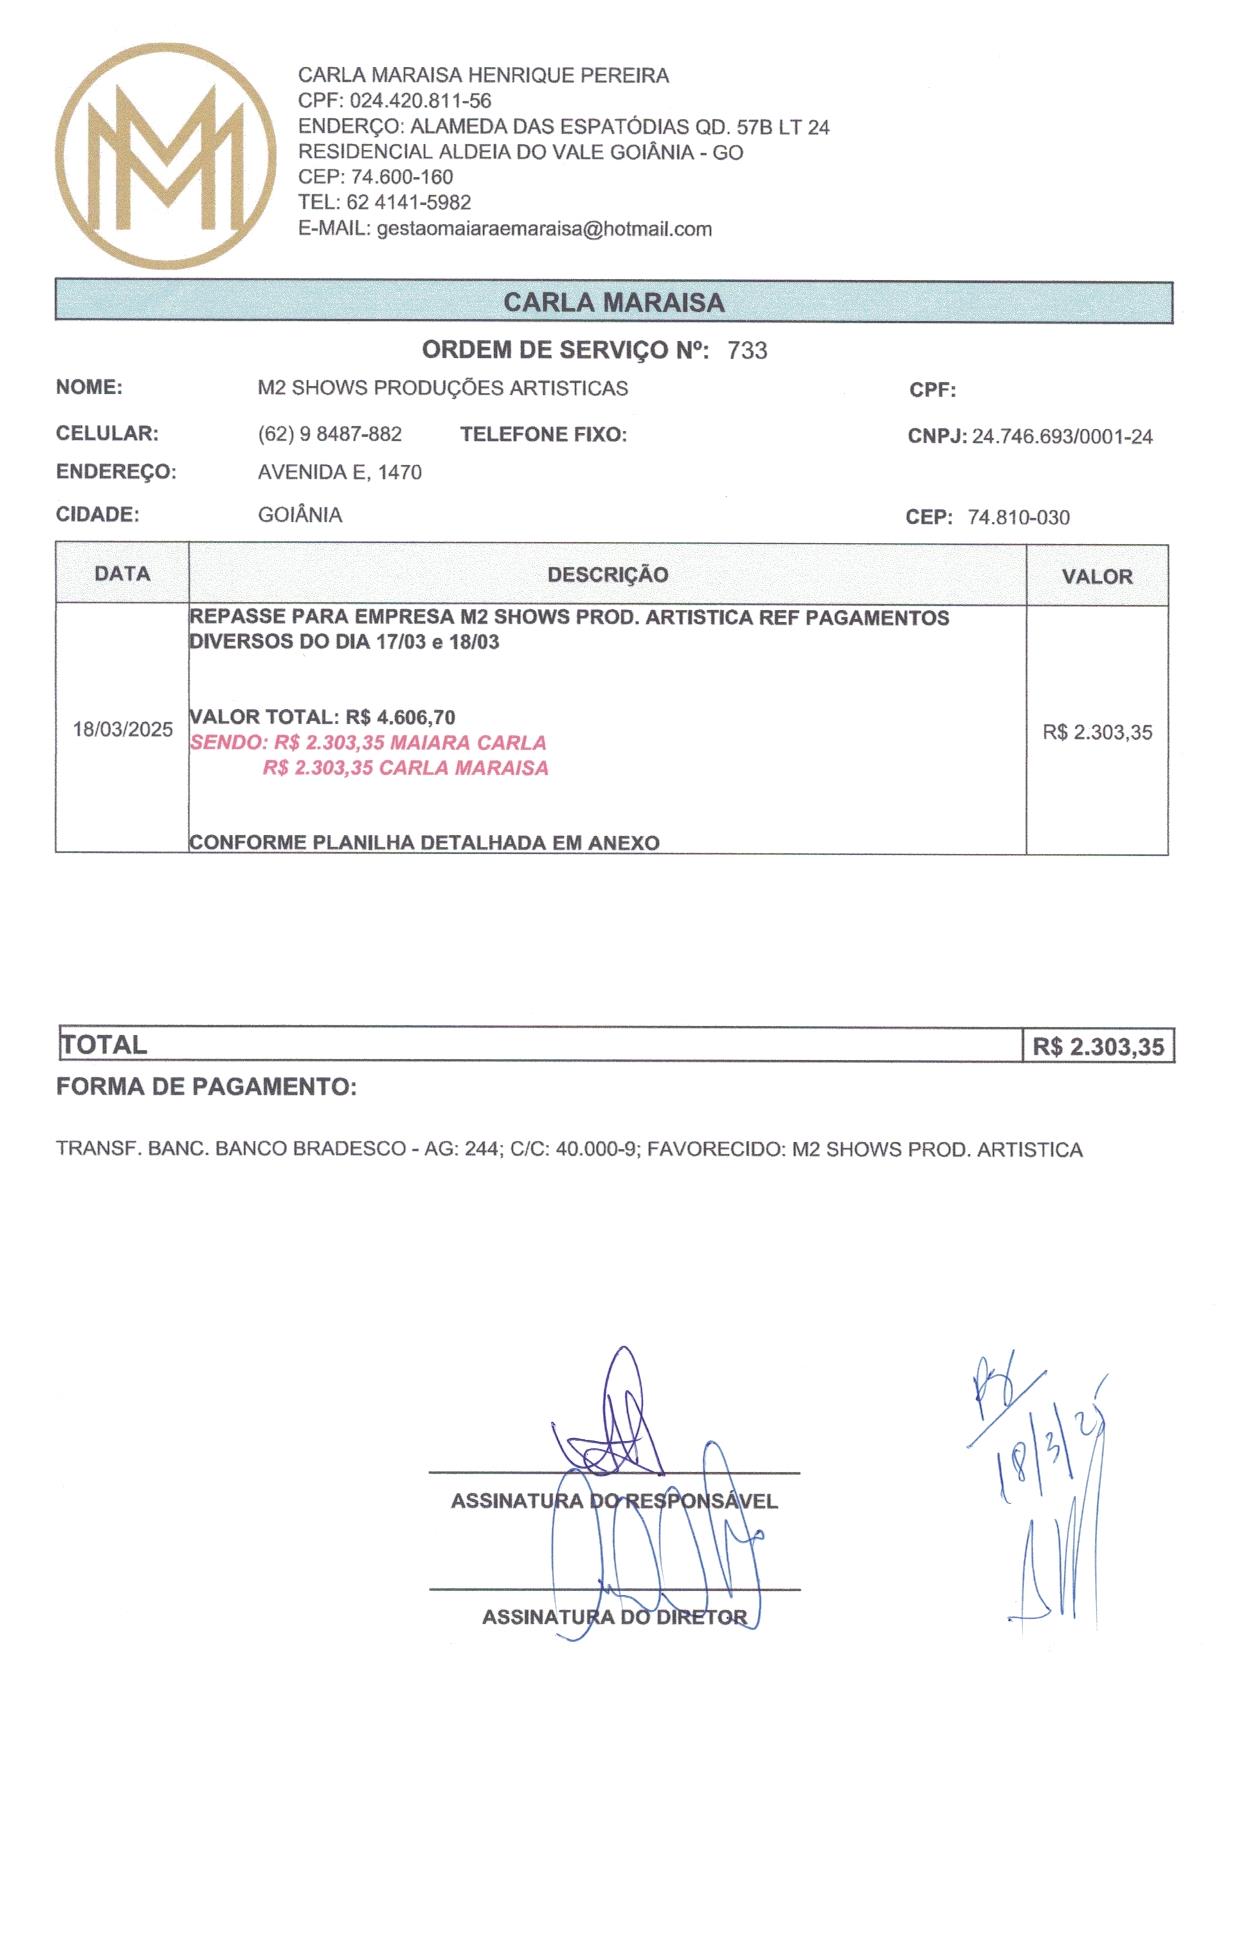 CARLA MARAISA HENRIQUE PEREIRA
CPF: 024.420.811-56
ENDERÇO: ALAMEDA DAS ESPATÓDIAS QD. 57B LT 24
RESIDENCIAL ALDEIA DO VALE GOIÂNIA - GO
CEP: 74.600-160
TEL: 62 4141-5982
E-MAIL: gestaomaiaraemaraisa@hotmail.com
CARLA MARAISA
ORDEM DE SERVIÇO Nº: 733
NOME: M2 SHOWS PRODUÇÕES ARTISTICAS CPF:
CELULAR: (62) 9 8487-882 TELEFONE FIXO: CNPJ: 24.746.693/0001-24
ENDEREÇO: AVENIDA E, 1470
CIDADE: GOIÂNIA CEP: 74.810-030
DATA DESCRIÇÃO VALOR
REPASSE PARA EMPRESA M2 SHOWS PROD. ARTISTICA REF PAGAMENTOS
DIVERSOS DO DIA 17/03 e 18/03
VALOR TOTAL: R$ 4.606,70
18/03/2025 R$ 2.303,35
SENDO: R$ 2.303,35 MAIARA CARLA
R$ 2.303,35 CARLA MARAISA
CONFORME PLANILHA DETALHADA EM ANEXO
TOTAL R$ 2.303,35
FORMA DE PAGAMENTO:
TRANSF. BANC. BANCO BRADESCO - AG: 244; C/C: 40.000-9; FAVORECIDO: M2 SHOWS PROD. ARTISTICA
18/3/25
ASSINATURA DO RESPONSÁVEL
ASSINATURA DO DIRETOR